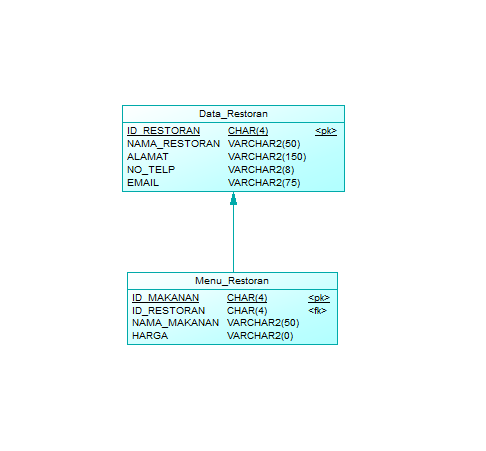 Data_Restoran
ID_RESTORAN CHAR(4) <pk>
NAMA_RESTORAN VARCHAR2(50)
ALAMAT VARCHAR2(150)
NO_TELP VARCHAR2(8)
EMAIL VARCHAR2(75)
Menu_Restoran
ID_MAKANAN CHAR(4) <pk>
ID_RESTORAN CHAR(4) <fk>
NAMA_MAKANAN VARCHAR2(50)
HARGA VARCHAR2(0)